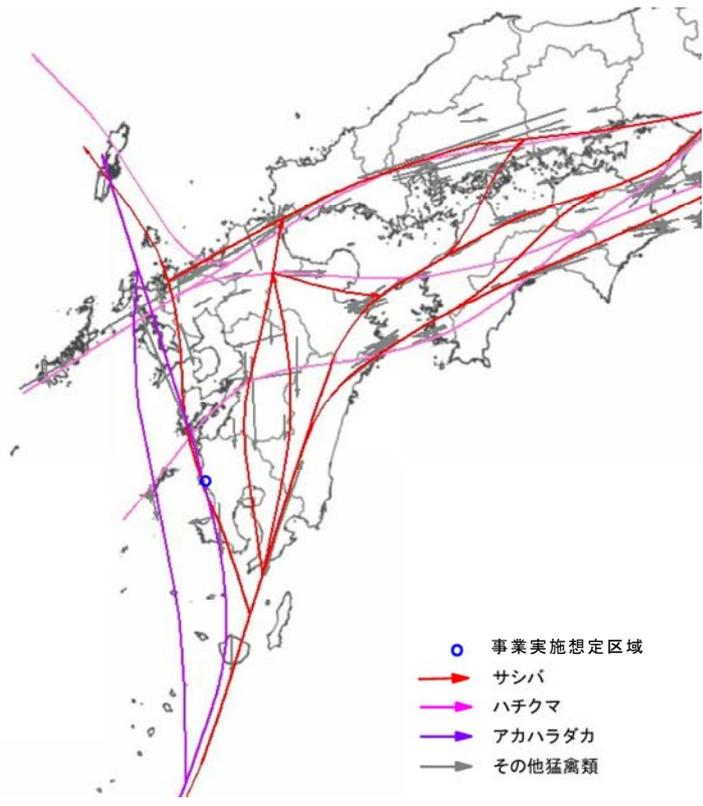 事業実施想定区域
サシバ
ハチクマ
アカハラダカ
その他猛禽類